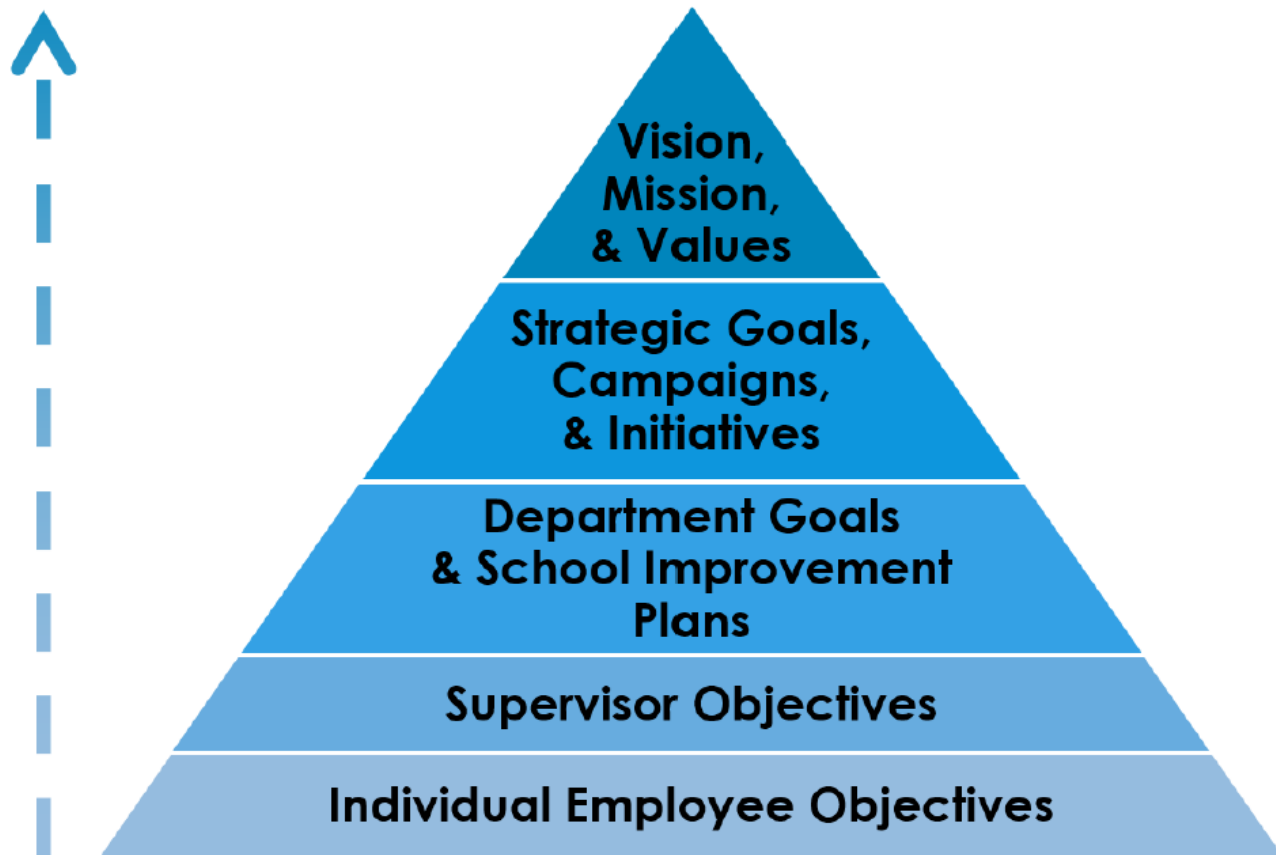 Vision,
Mission,
& Values
Strategic Goals,
Campaigns,
& Initiatives
Department Goals
& School Improvement
Plans
Supervisor Objectives
Individual Employee Objectives